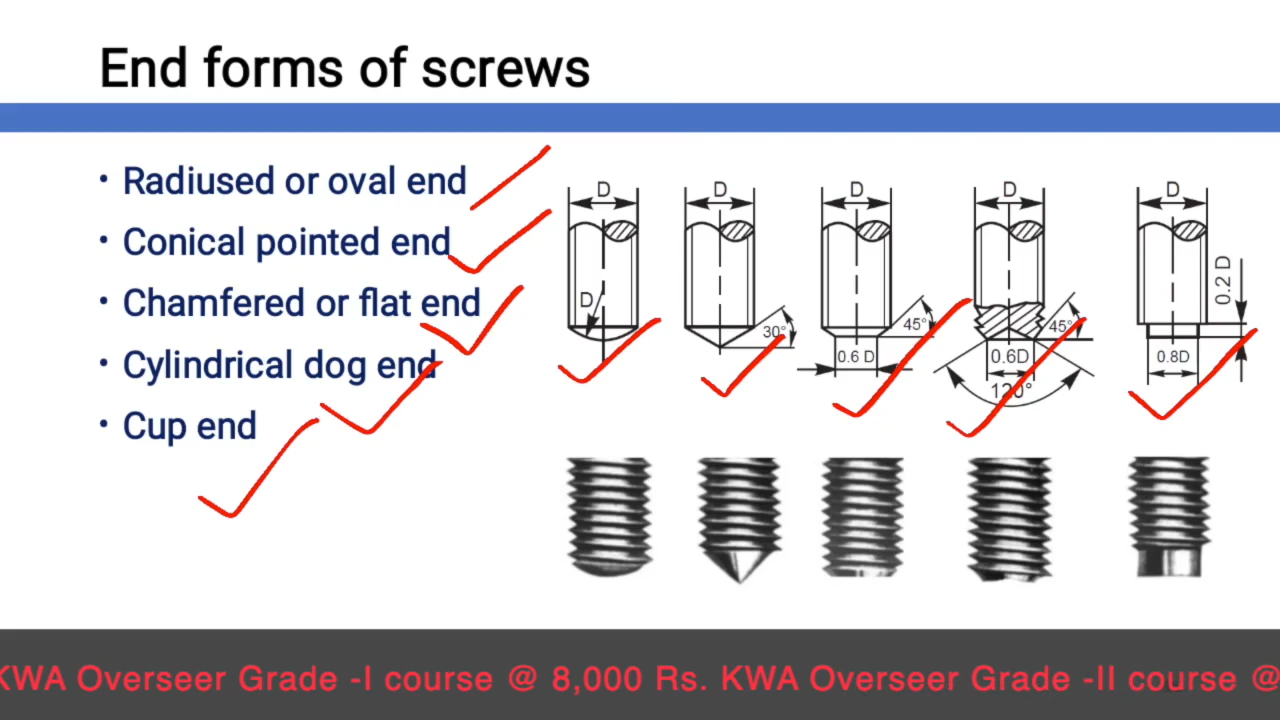 End forms of screws
• Radiused or oval end
• Conical pointed end
• Chamfered or flat end
• Cylindrical dog end
• Cup end
D D D D D
D
30°
45°
45°
0.2 D
0.6 D
0.6D
0.8D
120°
KWA Overseer Grade -I course @ 8,000 Rs. KWA Overseer Grade -II course @